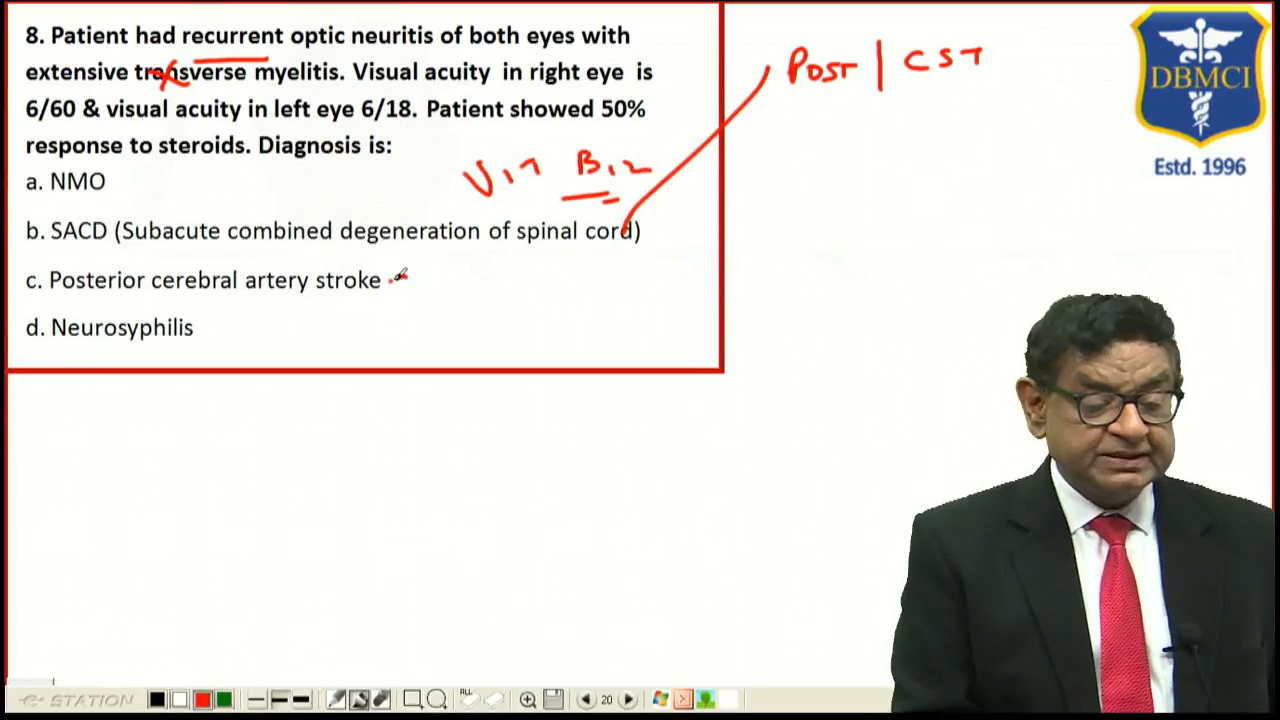 8. Patient had recurrent optic neuritis of both eyes with
extensive transverse myelitis. Visual acuity in right eye is
6/60 & visual acuity in left eye 6/18. Patient showed 50%
response to steroids. Diagnosis is:
a. NMO
Vit B12
b. SACD (Subacute combined degeneration of spinal cord)
c. Posterior cerebral artery stroke
d. Neurosyphilis
POST | CST
DBMCI
Estd. 1996
STATION
ALL
20